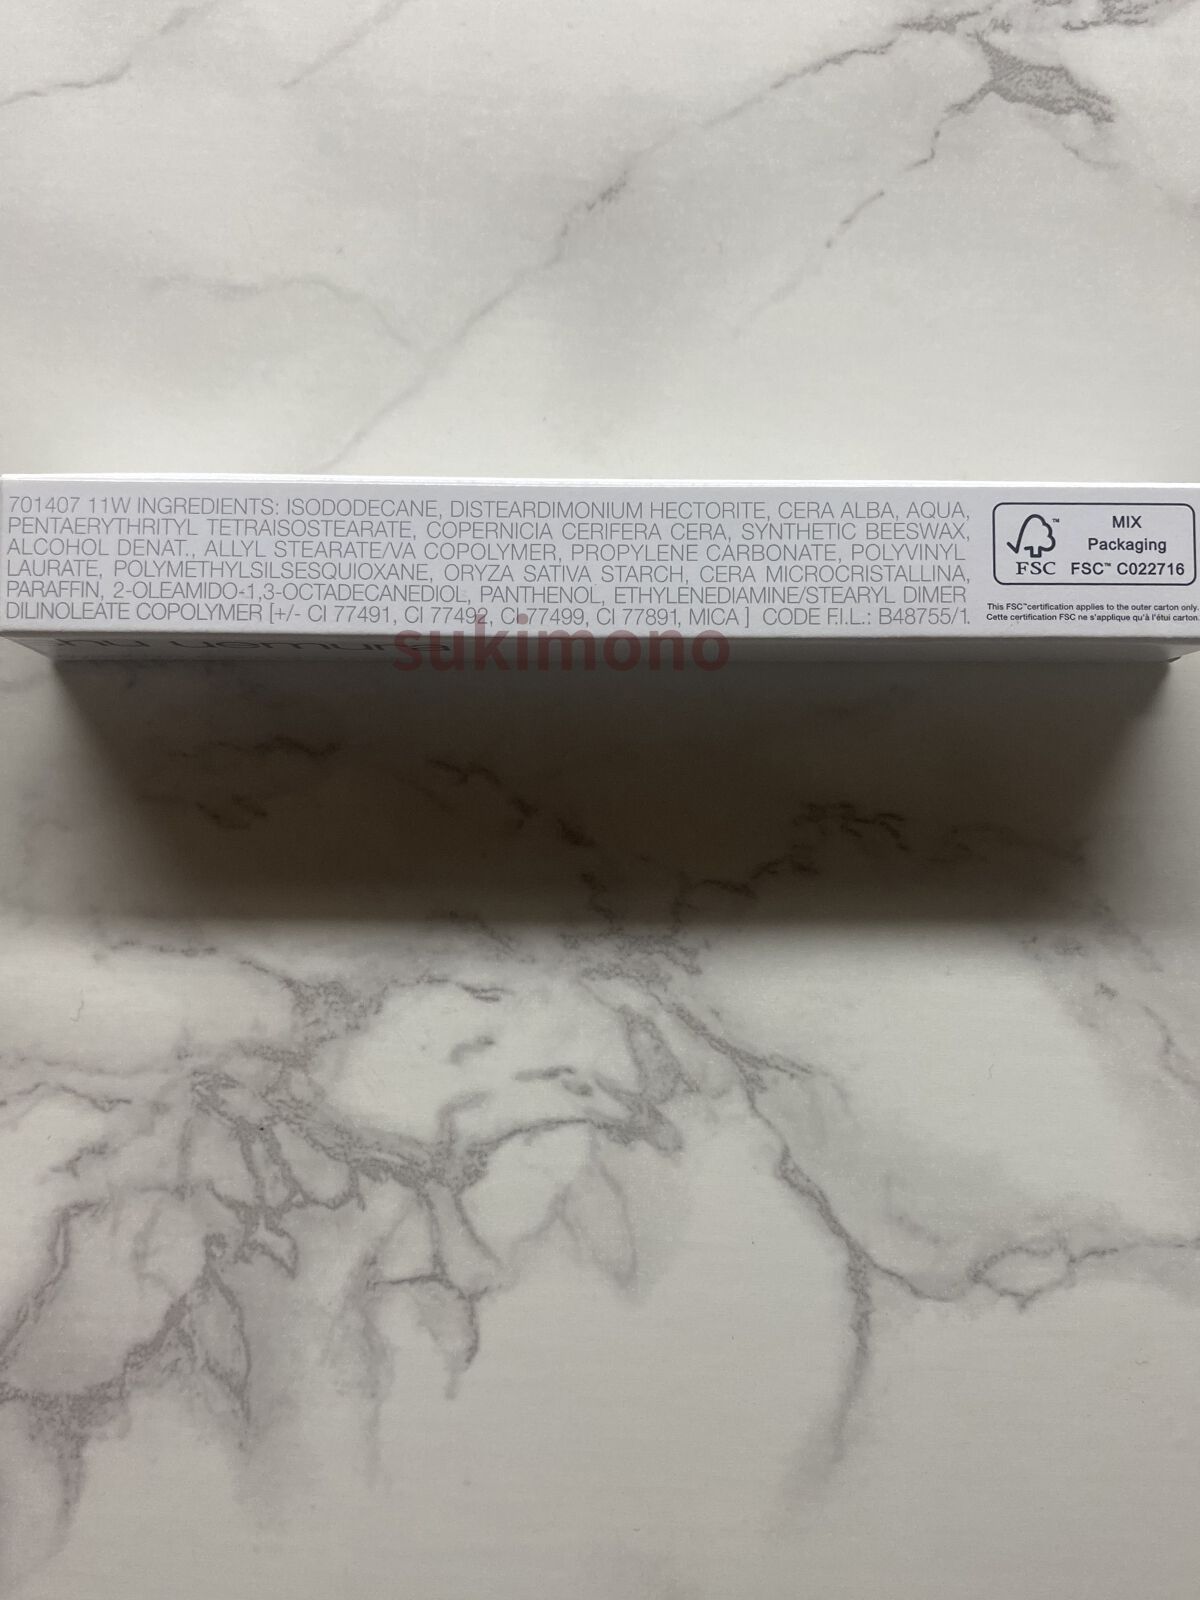 701407 11W INGREDIENTS: ISODODECANE, DISTEARDIMONIUM HECTORITE, CERA ALBA, AQUA,
PENTAERYTHRITYL TETRAISOSTEARATE, COPERNICIA CERIFERA CERA, SYNTHETIC BEESWAX,
ALCOHOL DENAT., ALLYL STEARATE/VA COPOLYMER, PROPYLENE CARBONATE, POLYVINYL
LAURATE, POLYMETHYLSILSESQUIOXANE, ORYZA SATIVA STARCH, CERA MICROCRISTALLINA,
PARAFFIN, 2-OLEAMIDO-1,3-OCTADECANEDIOL, PANTHENOL, ETHYLENEDIAMINE/STEARYL DIMER
DILINOLEATE COPOLYMER [+/- CI 77491, CI 77492, CI 77499, CI 77891, MICA ] CODE F.I.L.: B48755/1.
MIX
Packaging
FSC™ C022716
FSC
This FSC™ certification applies to the outer carton only.
Cette certification FSC ne s'applique qu'à l'étui carton.
uemura
sukimono